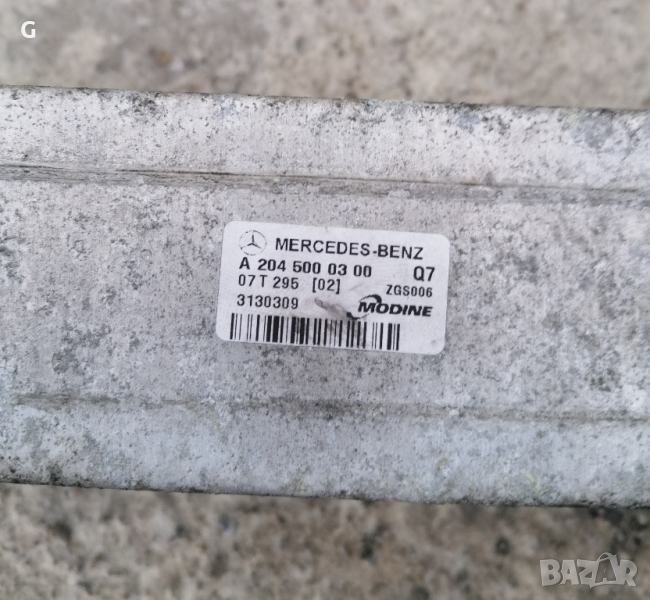 G
MERCEDES-BENZ
A 204 500 03 00 Q7
07 T 295 [02] ZGS006
3130309 MODINE
BAZAR